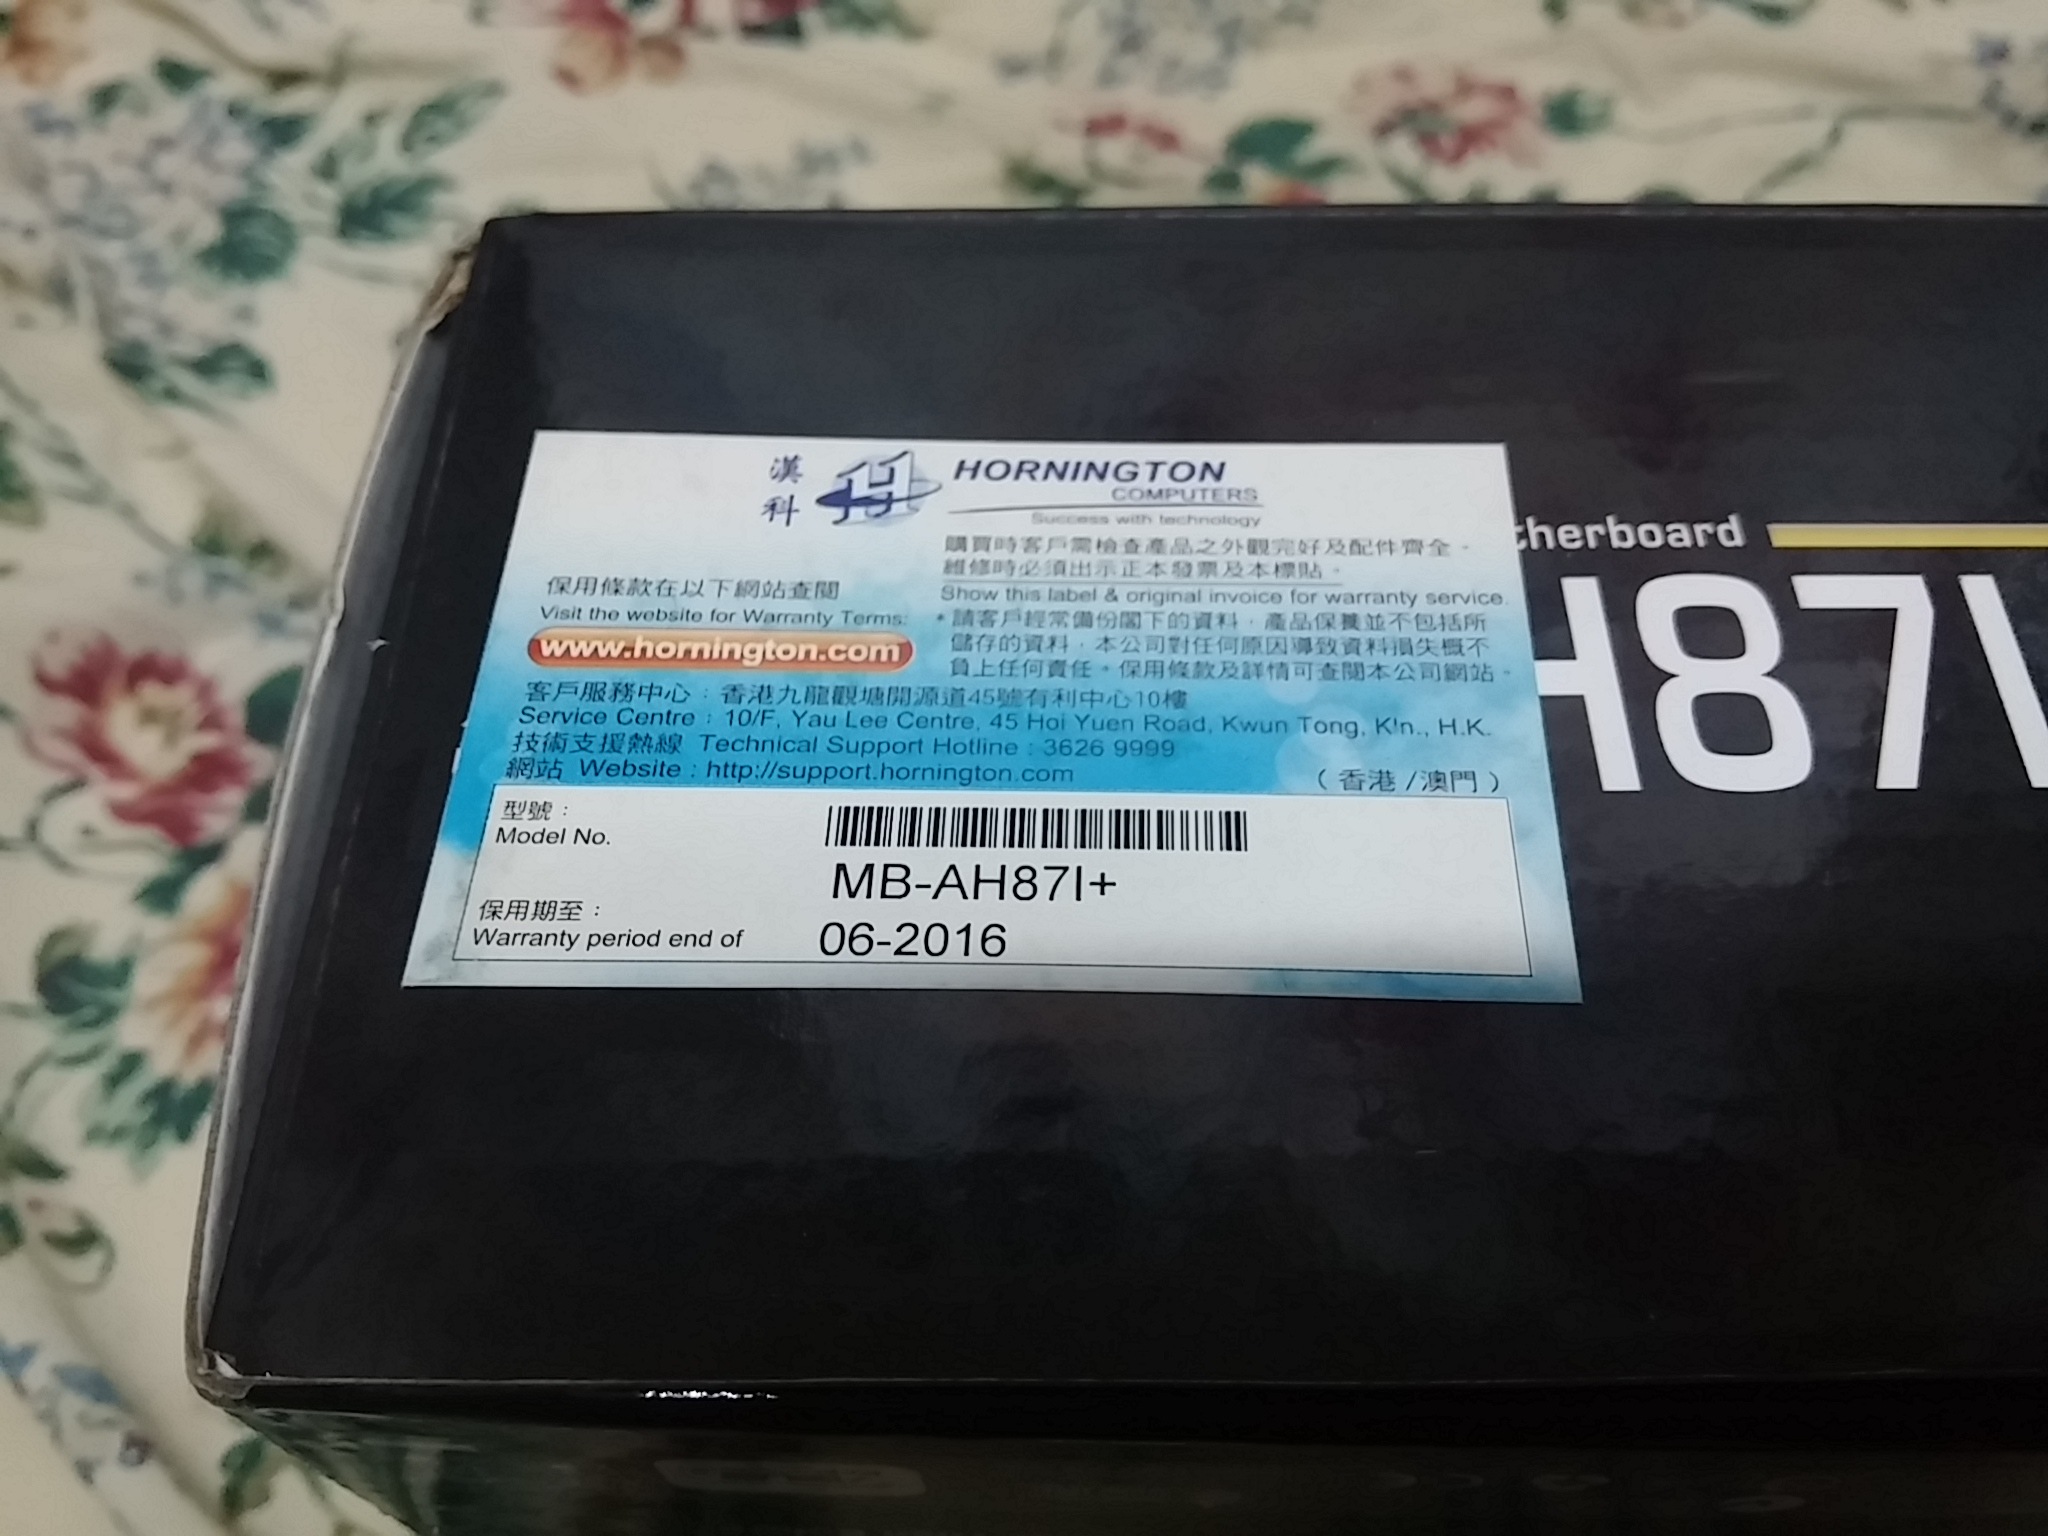 漢科
HORNINGTON
COMPUTERS
Success with technology
購買時客戶需檢查產品之外觀完好及配件齊全。
維修時必須出示正本發票及本標貼。
Show this label & original invoice for warranty service.
*請客戶經常備份閣下的資料，產品保養並不包括所
儲存的資料，本公司對任何原因導致資料損失概不
負上任何責任。保用條款及詳情可查閱本公司網站。
保用條款在以下網站查閱
Visit the website for Warranty Terms:
www.hornington.com
客戶服務中心：香港九龍觀塘開源道45號有利中心10樓
Service Centre : 10/F, Yau Lee Centre, 45 Hoi Yuen Road, Kwun Tong, Kln., H.K.
技術支援熱線 Technical Support Hotline : 3626 9999
網站 Website : http://support.hornington.com
（香港/澳門）
型號：
Model No.
MB-AH87I+
保用期至：
Warranty period end of
06-2016
therboard
H87